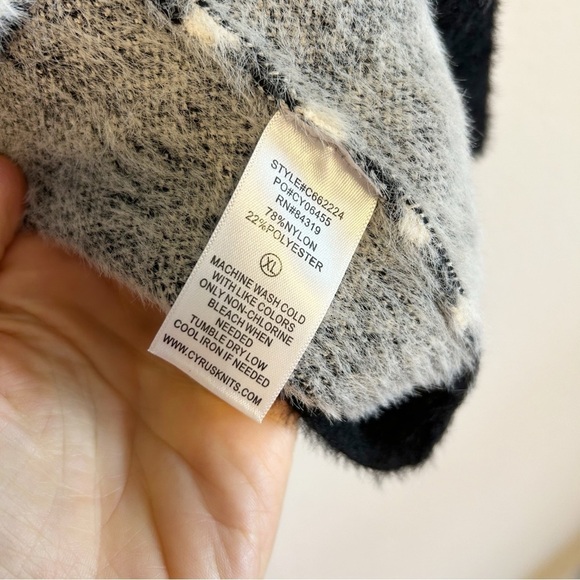 STYLE#C662224
PO#CY06455
RN#84319
78%NYLON
22%POLYESTER
XL
MACHINE WASH COLD
WITH LIKE COLORS
ONLY NON-CHLORINE
BLEACH WHEN
NEEDED
TUMBLE DRY LOW
COOL IRON IF NEEDED
WWW.CYRUSKNITS.COM